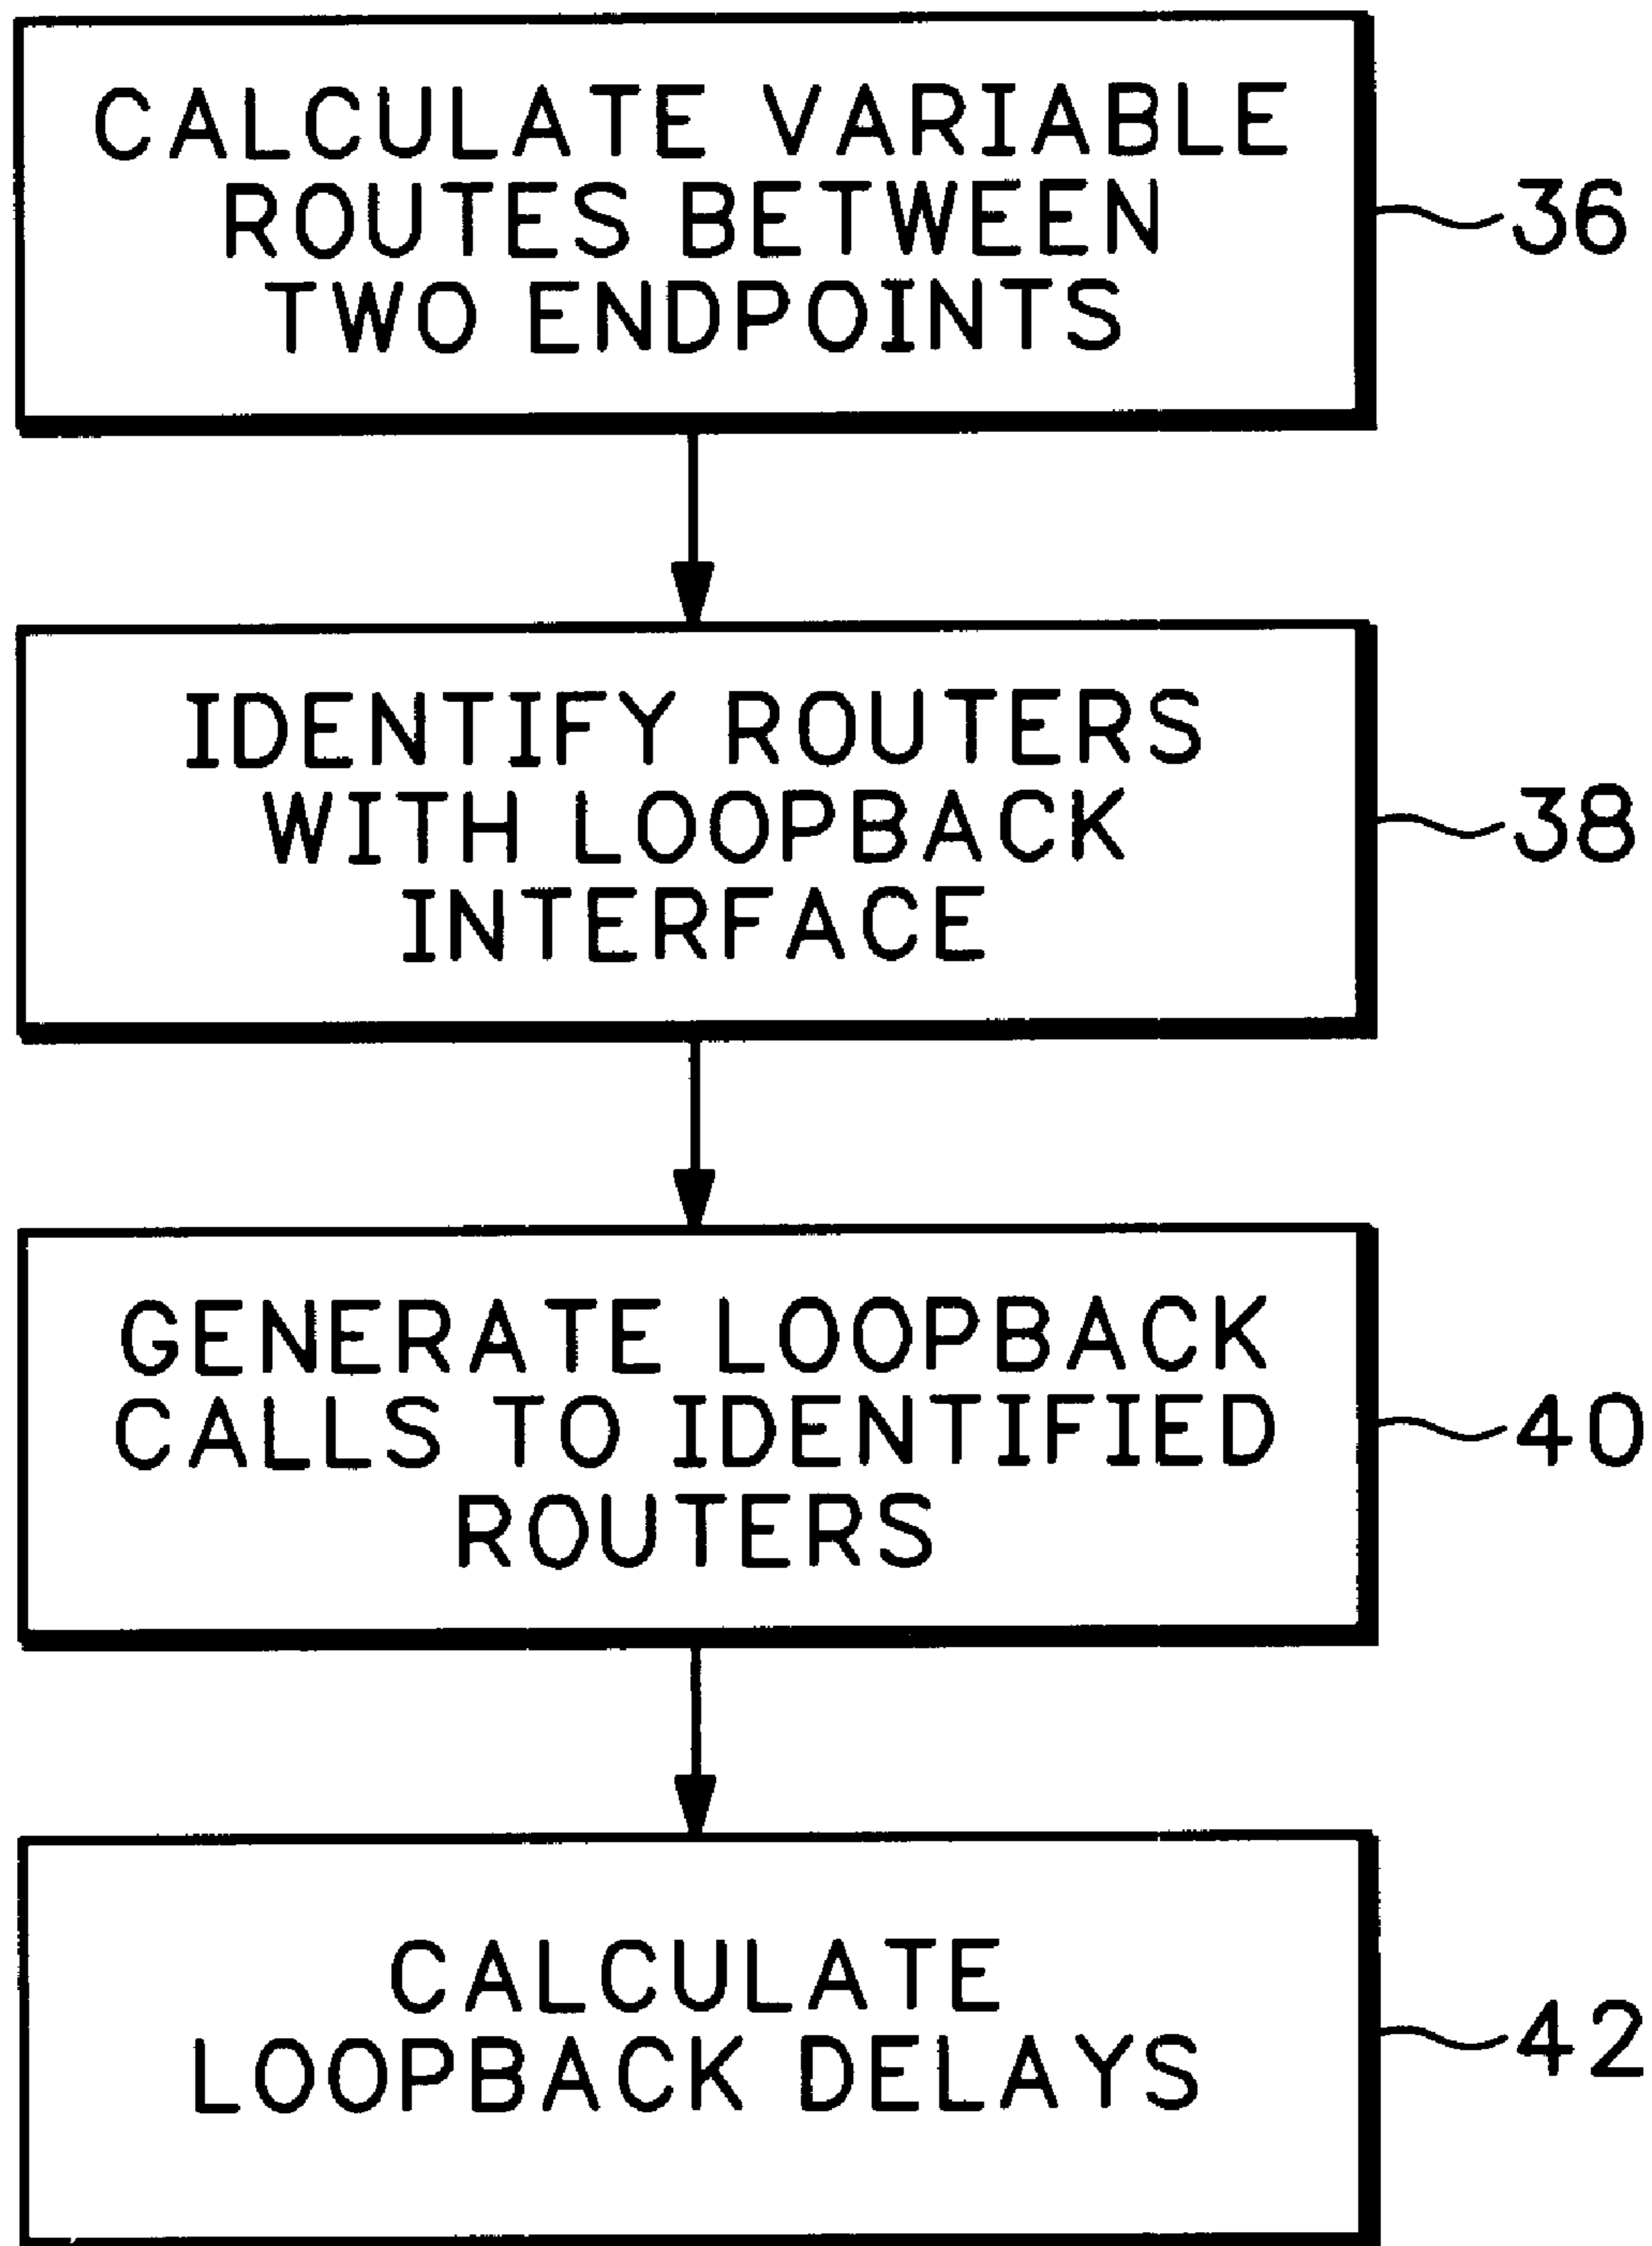 CALCULATE VARIABLE
ROUTES BETWEEN
TWO ENDPOINTS
36
IDENTIFY ROUTERS
WITH LOOPBACK
INTERFACE
38
GENERATE LOOPBACK
CALLS TO IDENTIFIED
ROUTERS
40
CALCULATE
LOOPBACK DELAYS
42